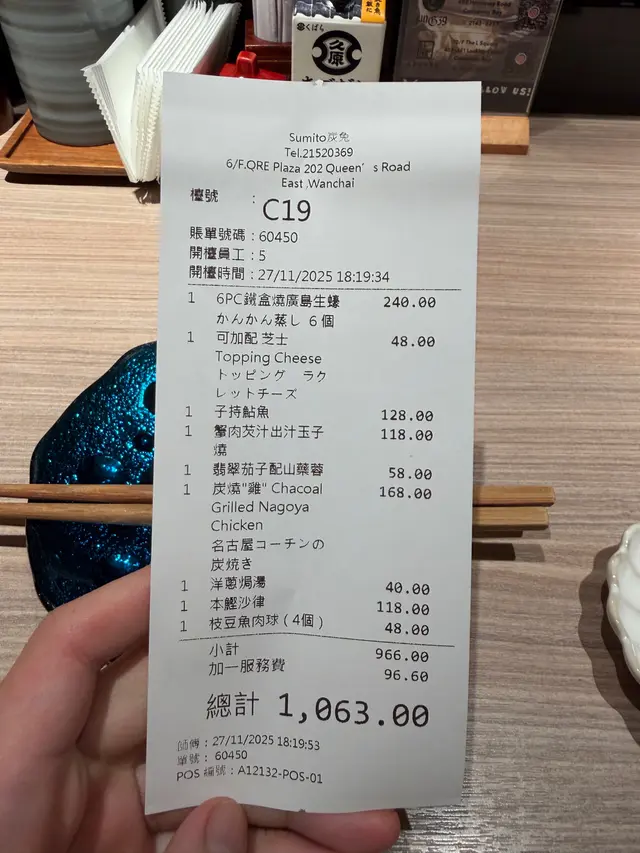 くばら
久原
Sumito炭兔
Tel.21520369
6/F.QRE Plaza 202 Queen's Road
East ,Wanchai
檯號 : C19
賬單號碼 : 60450
開檯員工 : 5
開檯時間 : 27/11/2025 18:19:34
1 6PC鐵盒燒廣島生蠔 240.00
かんかん蒸し 6個
1 可加配 芝士 48.00
Topping Cheese
トッピング ラク
レットチーズ
1 子持鮎魚 128.00
1 蟹肉芡汁出汁玉子 118.00
燒
1 翡翠茄子配山藥蓉 58.00
1 炭燒"雞" Chacoal 168.00
Grilled Nagoya
Chicken
名古屋コーチンの
炭焼き
1 洋蔥焗湯 40.00
1 本鰹沙律 118.00
1 枝豆魚肉球 ( 4個 ) 48.00
小計 966.00
加一服務費 96.60
總計 1,063.00
師傅 : 27/11/2025 18:19:53
單號 : 60450
POS 編號 : A12132-POS-01